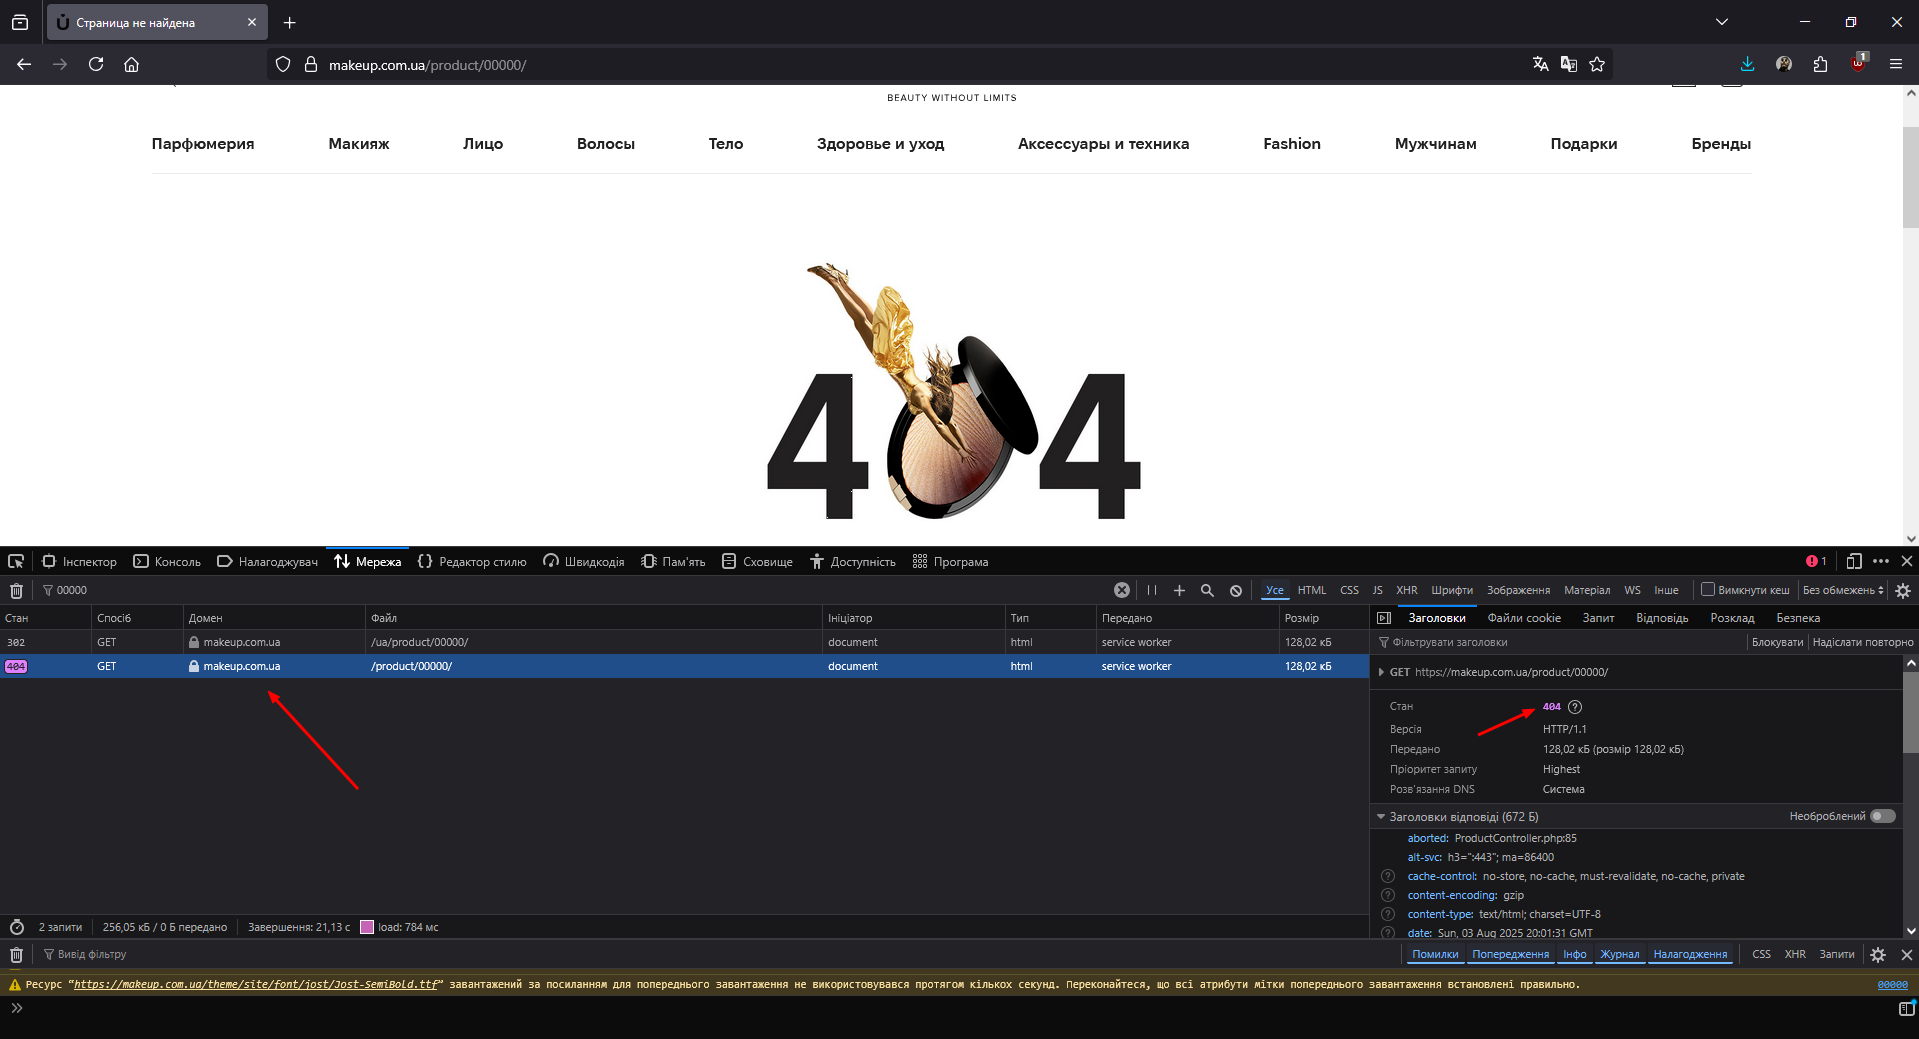 Страница не найдена
makeup.com.ua/product/00000/
1
BEAUTY WITHOUT LIMITS
Парфюмерия Макияж Лицо Волосы Тело Здоровье и уход Аксессуары и техника Fashion Мужчинам Подарки Бренды
404
Інспектор Консоль Налагоджувач Мережа Редактор стилю Швидкодія Пам'ять Сховище Доступність Програма 1
00000 Усе HTML CSS JS XHR Шрифти Зображення Матеріал WS Інше Вимкнути кеш Без обмежень
Стан Спосіб Домен Файл Ініціатор Тип Передано Розмір
302 GET makeup.com.ua /ua/product/00000/ document html service worker 128,02 кБ
404 GET makeup.com.ua /product/00000/ document html service worker 128,02 кБ
Заголовки Файли cookie Запит Відповідь Розклад Безпека
Фільтрувати заголовки Блокувати Надіслати повторно
GET https://makeup.com.ua/product/00000/
Стан 404
Версія HTTP/1.1
Передано 128,02 кБ (розмір 128,02 кБ)
Пріоритет запиту Highest
Розв'язання DNS Система
Заголовки відповіді (672 Б) Необроблений
aborted: ProductController.php:85
alt-svc: h3=":443"; ma=86400
cache-control: no-store, no-cache, must-revalidate, no-cache, private
content-encoding: gzip
content-type: text/html; charset=UTF-8
date: Sun, 03 Aug 2025 20:01:31 GMT
2 запити 256,05 кБ / 0 Б передано Завершення: 21,13 с load: 784 мс
Вивід фільтру Помилки Попередження Інфо Журнал Налагодження CSS XHR Запити
Ресурс “https://makeup.com.ua/theme/site/font/jost/Jost-SemiBold.ttf” завантажений за посиланням для попереднього завантаження не використовувався протягом кількох секунд. Переконайтеся, що всі атрибути мітки попереднього завантаження встановлені правильно. 00000